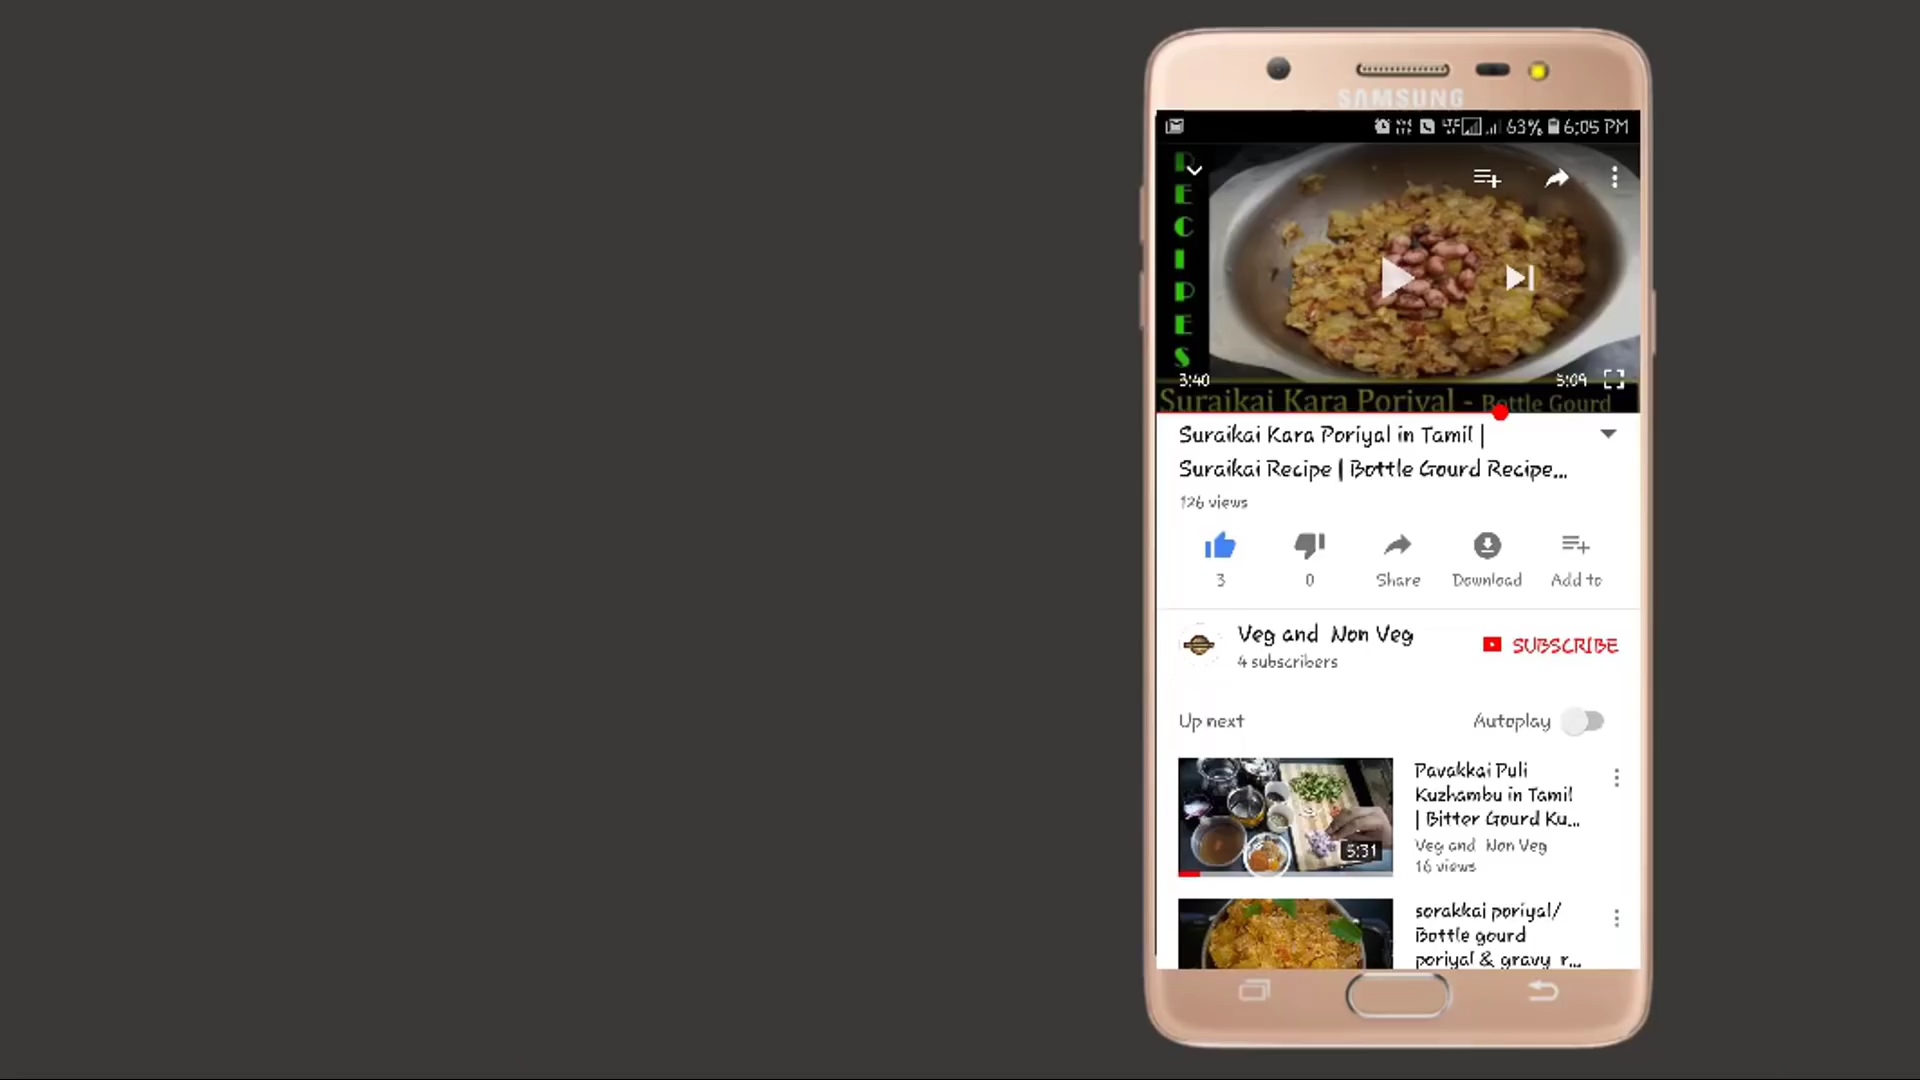 SAMSUNG
63% 6:05 PM
RECIPES
3:40
5:09
Suraikai Kara Poriyal - Bottle Gourd
Suraikai Kara Poriyal in Tamil |
Suraikai Recipe | Bottle Gourd Recipe...
126 views
3
0
Share
Download
Add to
Veg and Non Veg
4 subscribers
SUBSCRIBE
Up next
Autoplay
5:31
Pavakkai Puli
Kuzhambu in Tamil
| Bitter Gourd Ku...
Veg and Non Veg
16 views
sorakkai poriyal/
Bottle gourd
poriyal & gravy r...